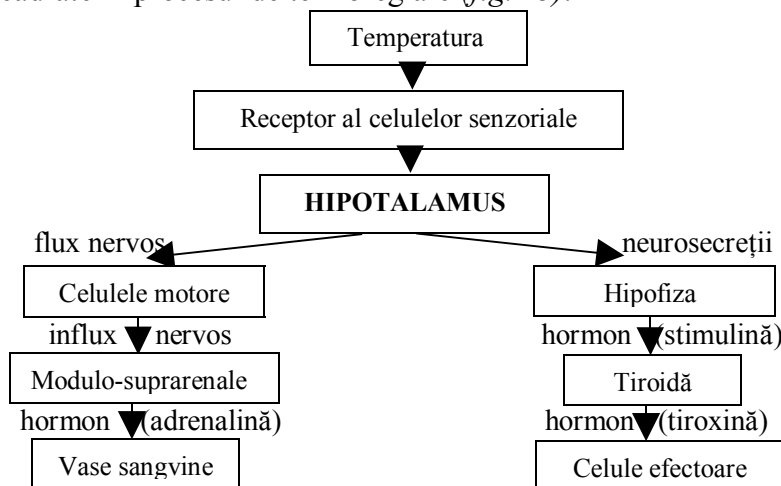 Temperatura
Receptor al celulelor senzoriale
HIPOTALAMUS
flux nervos neurosecreții
Celulele motore Hipofiza
influx nervos hormon (stimulină)
Modulo-suprarenale Tiroidă
hormon (adrenalină) hormon (tiroxină)
Vase sangvine Celule efectoare